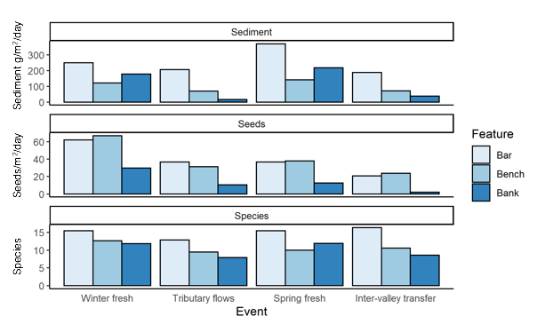 Sediment
Sediment g/m²/day
300
200
100
0
Seeds
Seeds/m²/day
60
40
20
0
Species
Species
15
10
5
0
Winter fresh Tributary flows Spring fresh Inter-valley transfer
Event
Feature
Bar
Bench
Bank